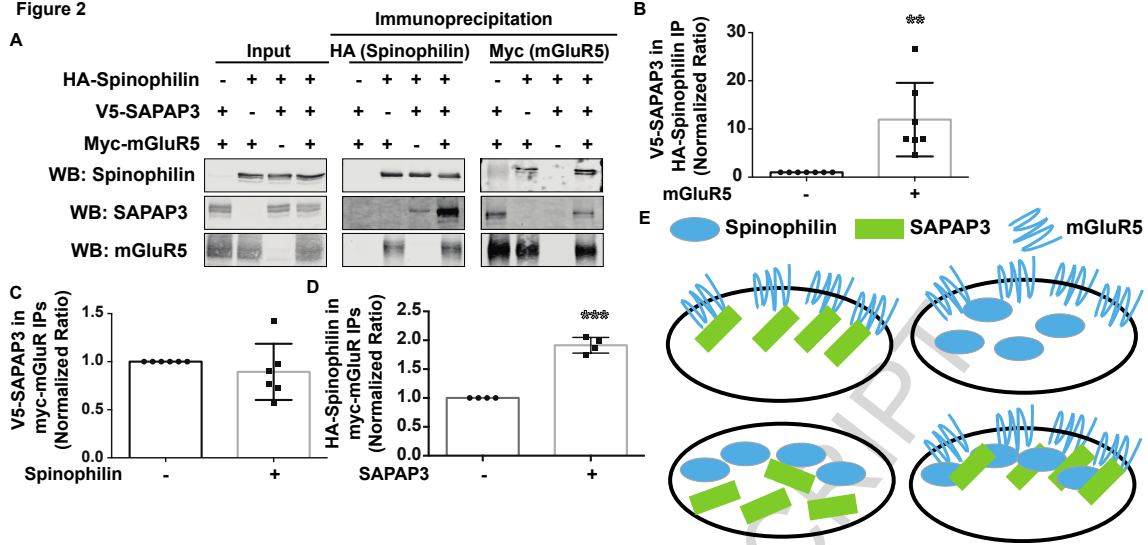 Figure 2
A
Immunoprecipitation
Input
HA (Spinophilin)
Myc (mGluR5)
HA-Spinophilin - + + + - + + + - + + +
V5-SAPAP3 + - + + + - + + + - + +
Myc-mGluR5 + + - + + + - + + + - +
WB: Spinophilin
WB: SAPAP3
WB: mGluR5
B
V5-SAPAP3 in
HA-Spinophilin IP
(Normalized Ratio)
30
20
10
0
**
mGluR5 - +
C
V5-SAPAP3 in
myc-mGluR IPs
(Normalized Ratio)
1.5
1.0
0.5
0.0
Spinophilin - +
D
HA-Spinophilin in
myc-mGluR IPs
(Normalized Ratio)
2.5
2.0
1.5
1.0
0.5
0.0
***
SAPAP3 - +
E
Spinophilin
SAPAP3
mGluR5
CRIPT